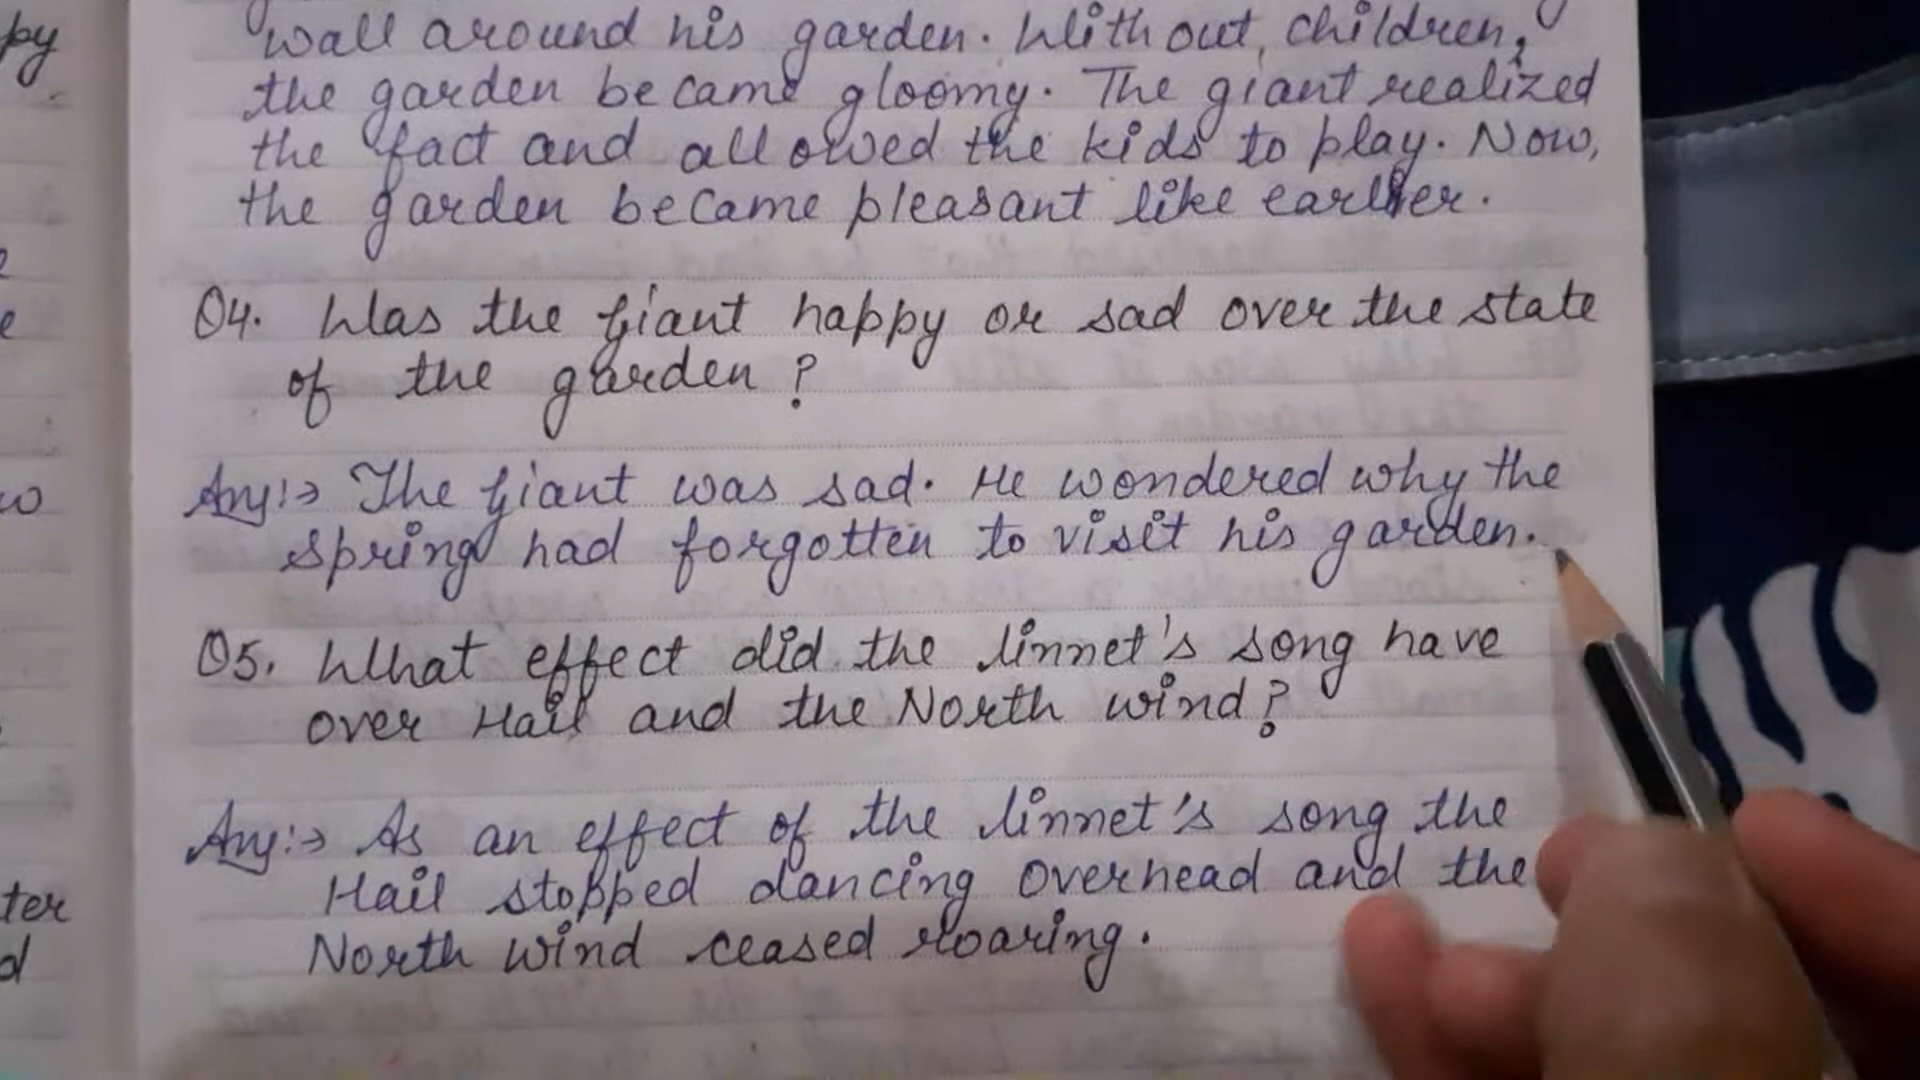 wall around his garden. Without, children,
the garden became gloomy. The giant realized
the fact and allowed the kids to play. Now,
the garden became pleasant like earlier.
Q4. Was the Giant happy or sad over the state
of the garden?
Ans:→ The Giant was sad. He wondered why the
spring had forgotten to visit his garden.
Q5. What effect did the linnet's song have
over Hail and the North wind?
Ans:→ As an effect of the linnet's song the
Hail stopped dancing overhead and the
North wind ceased roaring.